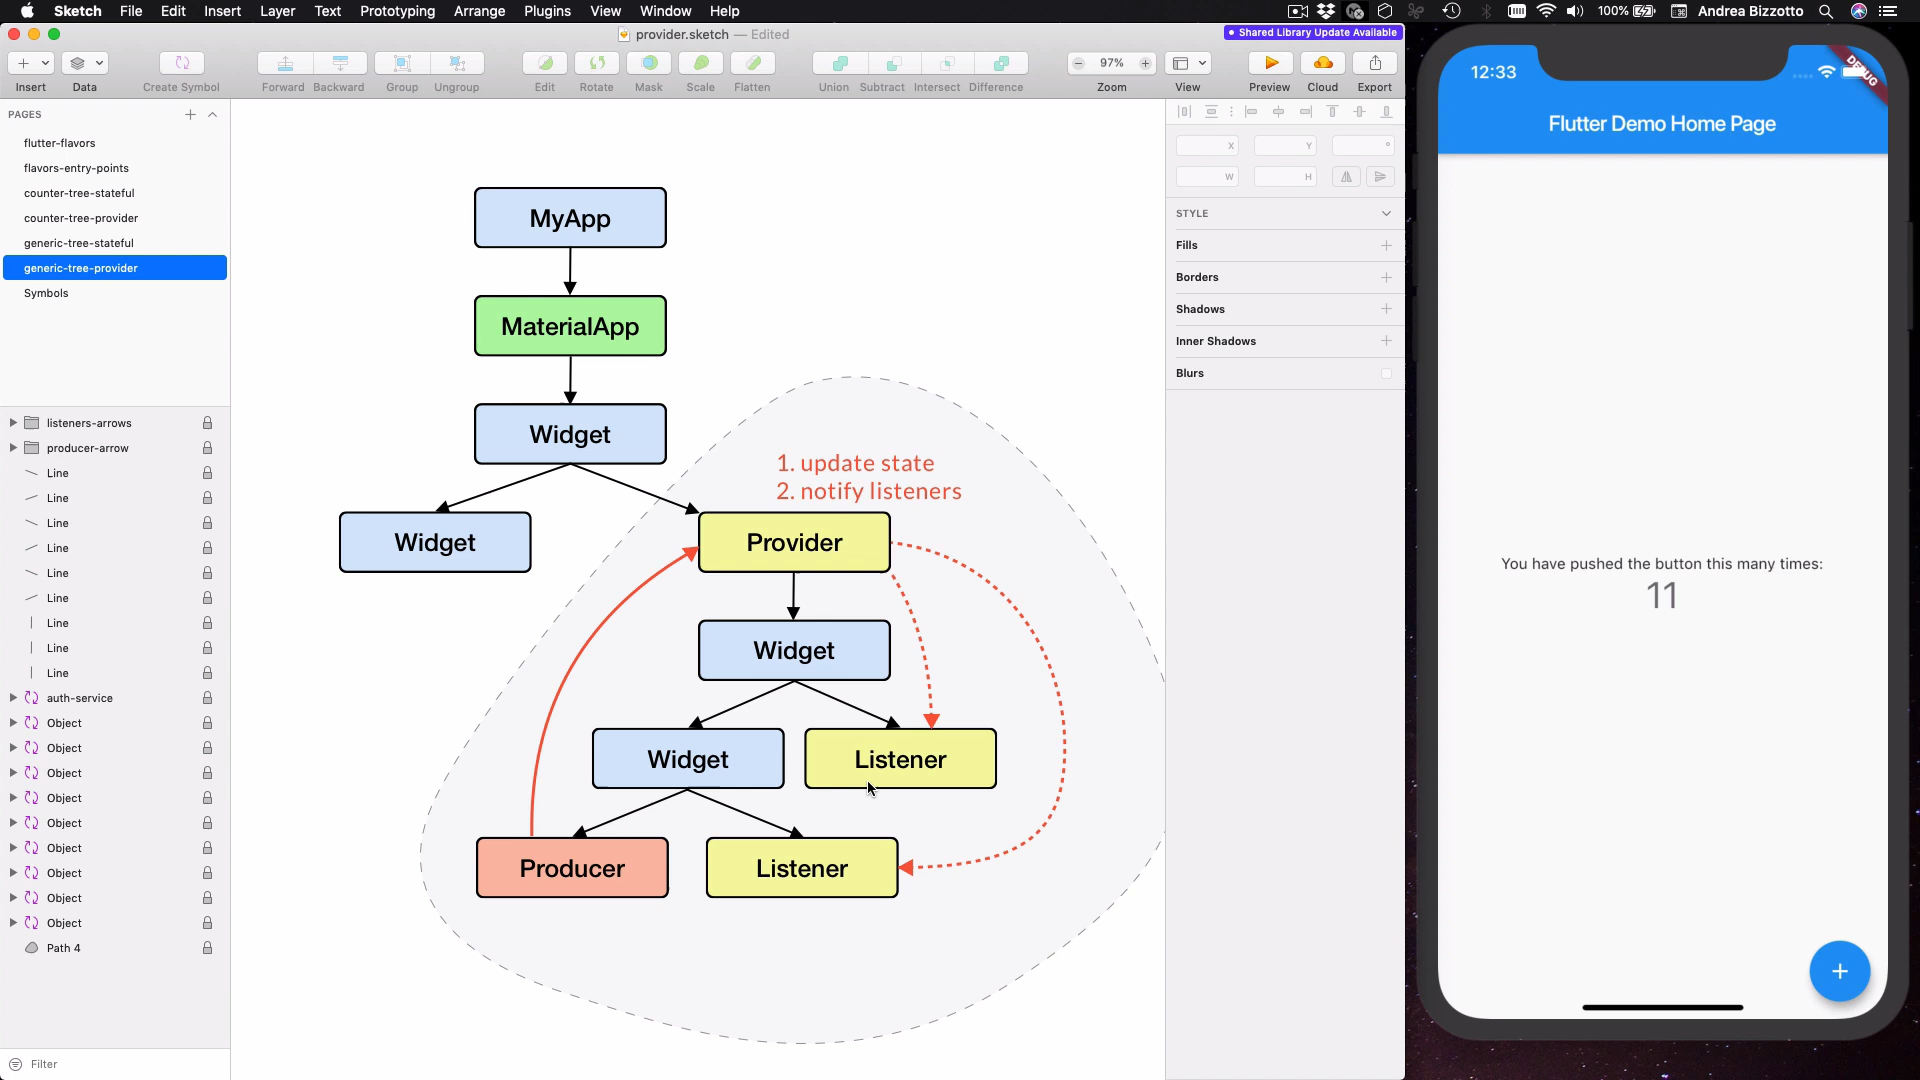 Sketch File Edit Insert Layer Text Prototyping Arrange Plugins View Window Help 100% Andrea Bizzotto
provider.sketch — Edited
Shared Library Update Available
Insert Data Create Symbol Forward Backward Group Ungroup Edit Rotate Mask Scale Flatten Union Subtract Intersect Difference 97% Zoom View Preview Cloud Export
PAGES
flutter-flavors
flavors-entry-points
counter-tree-stateful
counter-tree-provider
generic-tree-stateful
generic-tree-provider
Symbols
listeners-arrows
producer-arrow
Line
Line
Line
Line
Line
Line
Line
Line
Line
auth-service
Object
Object
Object
Object
Object
Object
Object
Object
Object
Path 4
Filter
MyApp
MaterialApp
Widget
1. update state
2. notify listeners
Widget
Provider
Widget
Widget
Listener
Producer
Listener
X Y °
W H
STYLE
Fills
Borders
Shadows
Inner Shadows
Blurs
12:33
DEBUG
Flutter Demo Home Page
You have pushed the button this many times:
11